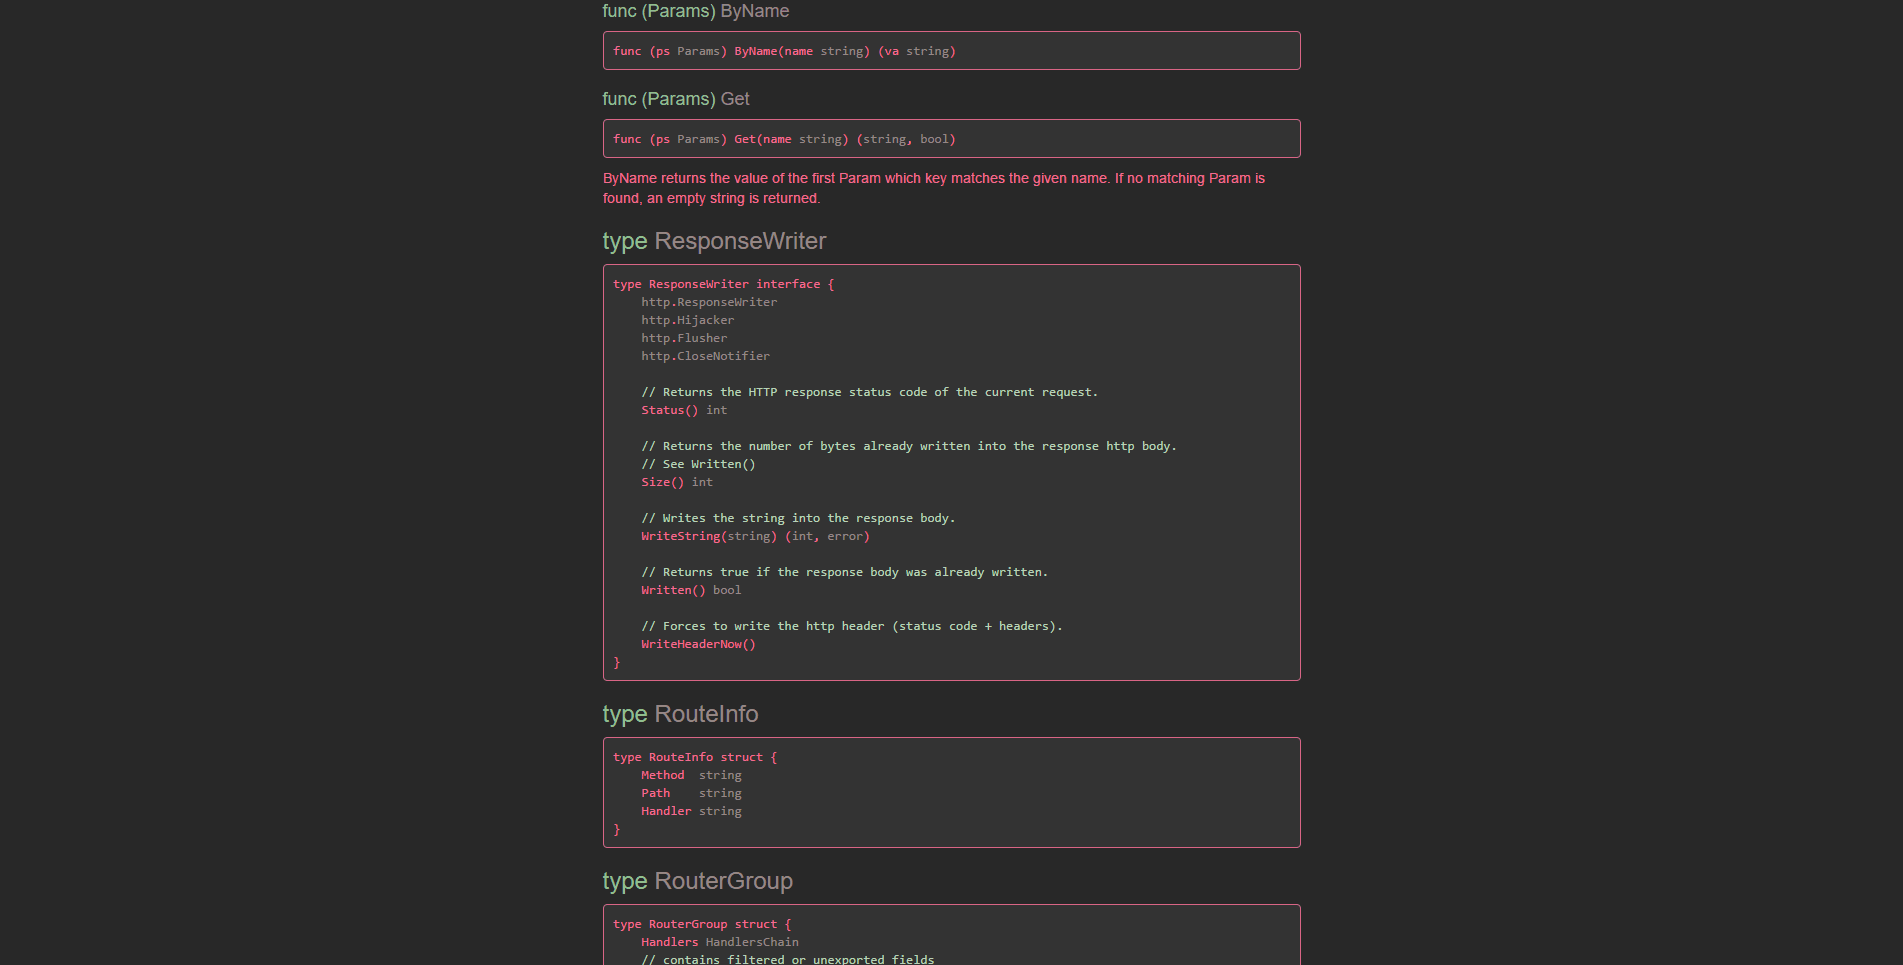 func (Params) ByName
func (ps Params) ByName(name string) (va string)
func (Params) Get
func (ps Params) Get(name string) (string, bool)
ByName returns the value of the first Param which key matches the given name. If no matching Param is
found, an empty string is returned.
type ResponseWriter
type ResponseWriter interface {
    http.ResponseWriter
    http.Hijacker
    http.Flusher
    http.CloseNotifier
    // Returns the HTTP response status code of the current request.
    Status() int
    // Returns the number of bytes already written into the response http body.
    // See Written()
    Size() int
    // Writes the string into the response body.
    WriteString(string) (int, error)
    // Returns true if the response body was already written.
    Written() bool
    // Forces to write the http header (status code + headers).
    WriteHeaderNow()
}
type RouteInfo
type RouteInfo struct {
    Method  string
    Path    string
    Handler string
}
type RouterGroup
type RouterGroup struct {
    Handlers HandlersChain
    // contains filtered or unexported fields